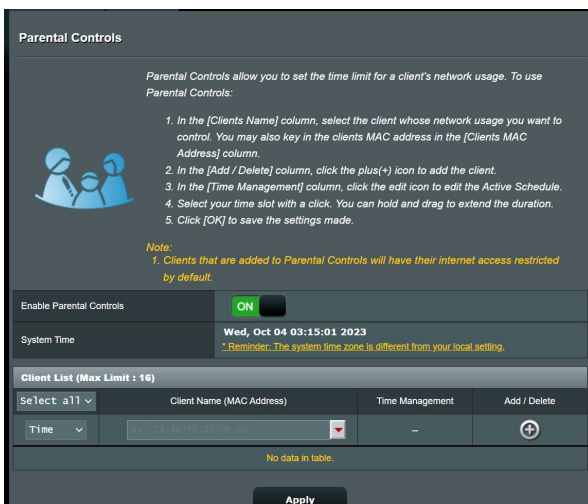 Parental Controls
Parental Controls allow you to set the time limit for a client's network usage. To use
Parental Controls:
1. In the [Clients Name] column, select the client whose network usage you want to
control. You may also key in the clients MAC address in the [Clients MAC
Address] column.
2. In the [Add / Delete] column, click the plus(+) icon to add the client.
3. In the [Time Management] column, click the edit icon to edit the Active Schedule.
4. Select your time slot with a click. You can hold and drag to extend the duration.
5. Click [OK] to save the settings made.
Note:
1. Clients that are added to Parental Controls will have their internet access restricted
by default.
Enable Parental Controls ON
System Time Wed, Oct 04 03:15:01 2023
* Reminder: The system time zone is different from your local setting.
Client List (Max Limit : 16)
Select all Client Name (MAC Address) Time Management Add / Delete
Time --
No data in table.
Apply